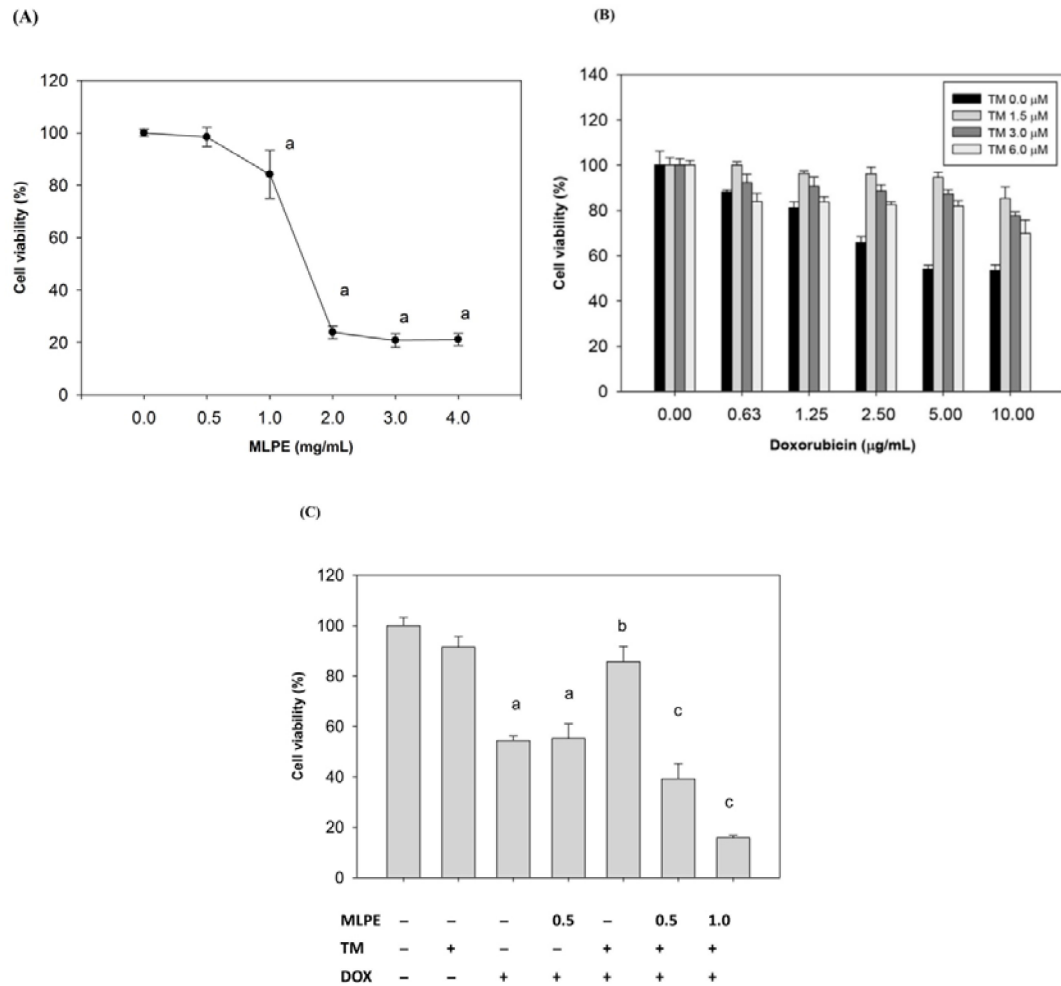 (A)
120
100
80
60
40
20
0
Cell viability (%)
a
a
a
a
0.0 0.5 1.0 2.0 3.0 4.0
MLPE (mg/mL)
(B)
140
120
100
80
60
40
20
0
Cell viability (%)
TM 0.0 μM
TM 1.5 μM
TM 3.0 μM
TM 6.0 μM
0.00 0.63 1.25 2.50 5.00 10.00
Doxorubicin (μg/mL)
(C)
120
100
80
60
40
20
0
Cell viability (%)
a
a
b
c
c
MLPE – – – 0.5 – 0.5 1.0
TM – + – – + + +
DOX – – + + + + +